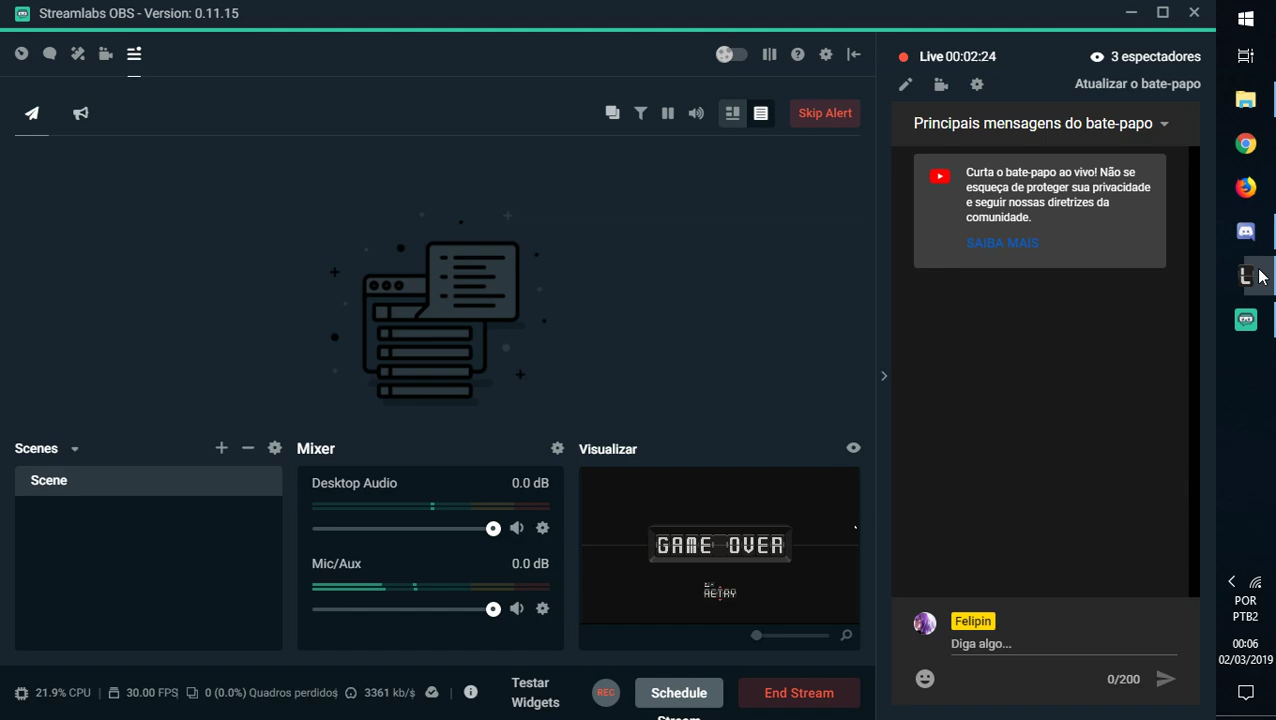 Streamlabs OBS - Version: 0.11.15
Skip Alert
Live 00:02:24
3 espectadores
Atualizar o bate-papo
Principais mensagens do bate-papo
Curta o bate-papo ao vivo! Não se
esqueça de proteger sua privacidade
e seguir nossas diretrizes da
comunidade.
SAIBA MAIS
Scenes
Scene
Mixer
Desktop Audio 0.0 dB
Mic/Aux 0.0 dB
Visualizar
GAME OVER
RETRY
Felipin
Diga algo...
0/200
21.9% CPU
30.00 FPS
0 (0.0%) Quadros perdidos
3361 kb/s
Testar
Widgets
REC
Schedule
Stream
End Stream
POR
PTB2
00:06
02/03/2019